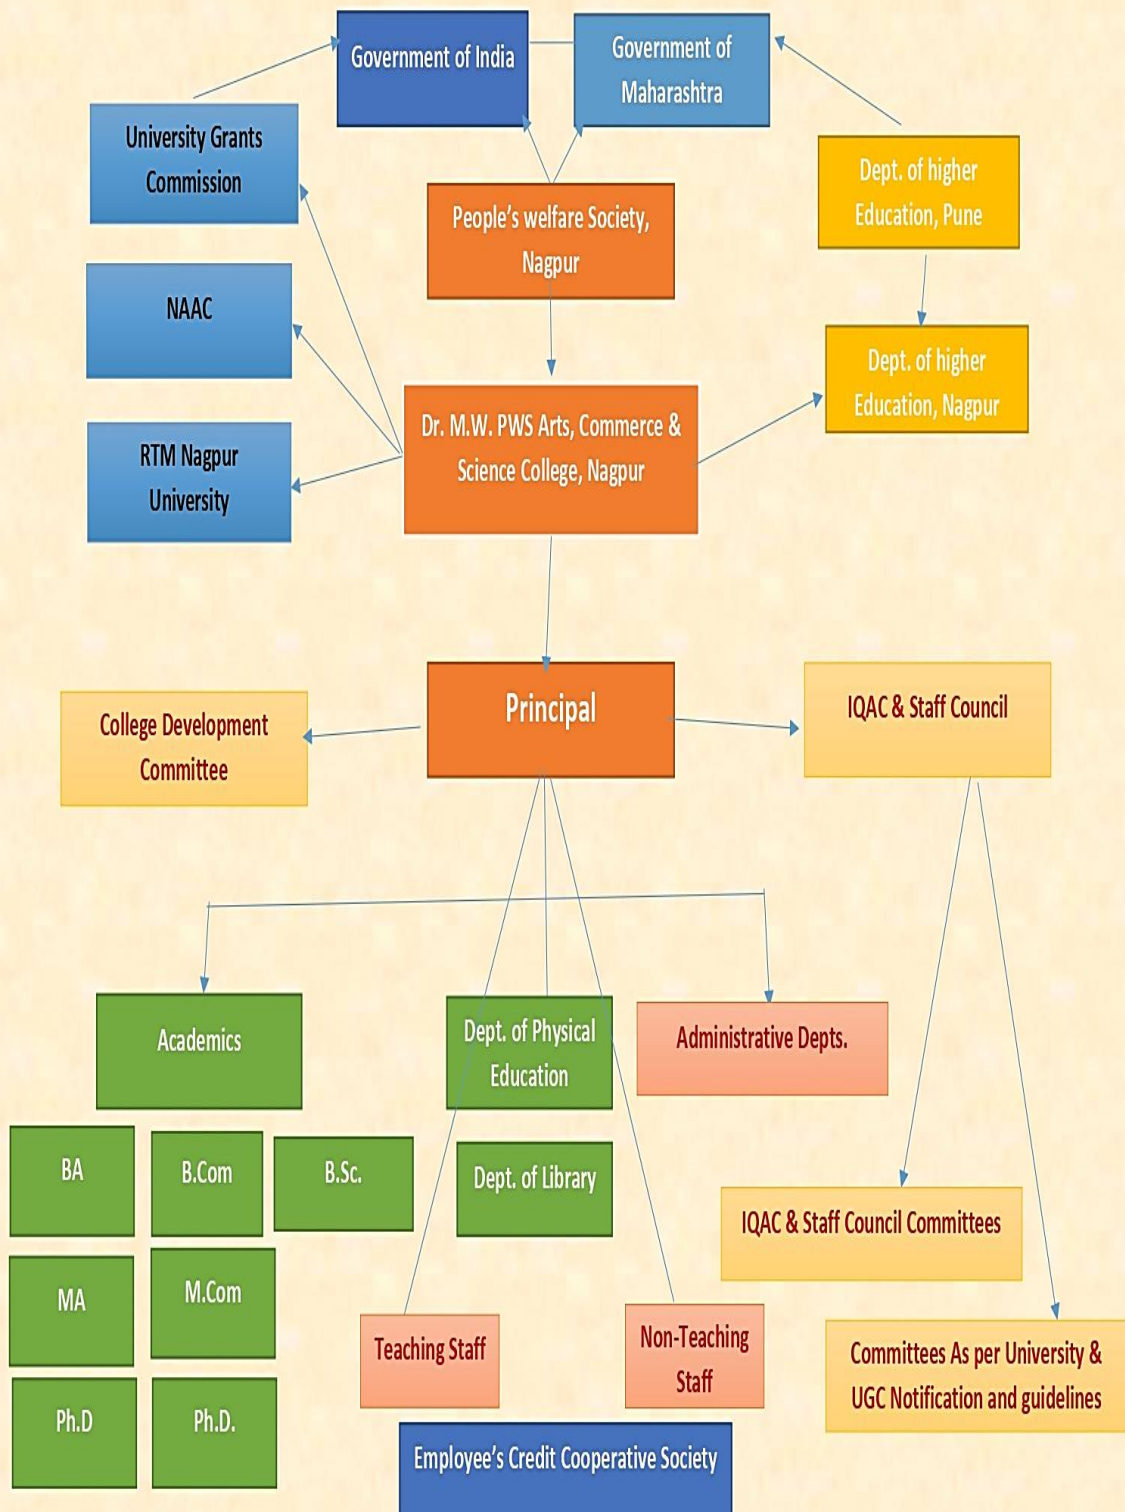 Government of India
Government of
Maharashtra
University Grants
Commission
Dept. of higher
Education, Pune
People's welfare Society,
Nagpur
NAAC
Dept. of higher
Education, Nagpur
Dr. M.W. PWS Arts, Commerce &
Science College, Nagpur
RTM Nagpur
University
Principal
College Development
Committee
IQAC & Staff Council
Academics
Dept. of Physical
Education
Administrative Depts.
BA
B.Com
B.Sc.
Dept. of Library
IQAC & Staff Council Committees
MA
M.Com
Teaching Staff
Non-Teaching
Staff
Committees As per University &
UGC Notification and guidelines
Ph.D
Ph.D.
Employee's Credit Cooperative Society